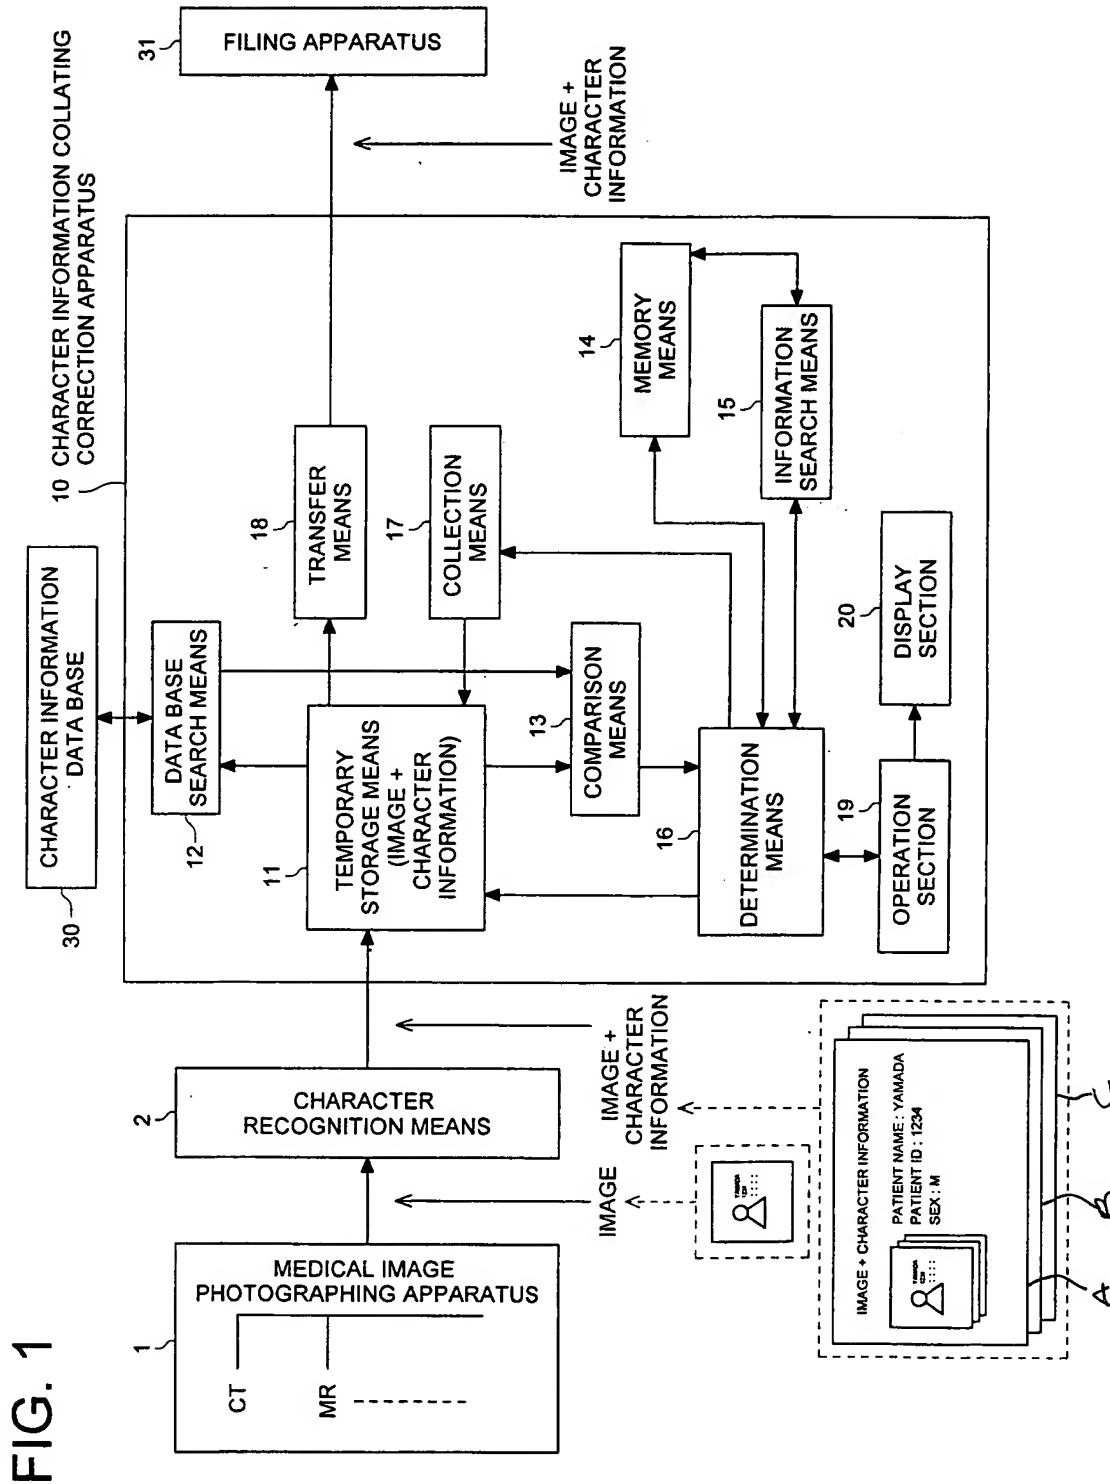 FIG. 1
1
MEDICAL IMAGE
PHOTOGRAPHING APPARATUS
CT
MR
IMAGE
2
CHARACTER
RECOGNITION MEANS
IMAGE +
CHARACTER
INFORMATION
IMAGE + CHARACTER INFORMATION
PATIENT NAME : YAMADA
PATIENT ID : 1234
SEX : M
A
B
C
10 CHARACTER INFORMATION COLLATING
CORRECTION APPARATUS
30
CHARACTER INFORMATION
DATA BASE
12
DATA BASE
SEARCH MEANS
11
TEMPORARY
STORAGE MEANS
(IMAGE +
CHARACTER
INFORMATION)
18
TRANSFER
MEANS
17
COLLECTION
MEANS
13
COMPARISON
MEANS
16
DETERMINATION
MEANS
14
MEMORY
MEANS
15
INFORMATION
SEARCH MEANS
19
OPERATION
SECTION
20
DISPLAY
SECTION
31
FILING APPARATUS
IMAGE +
CHARACTER
INFORMATION